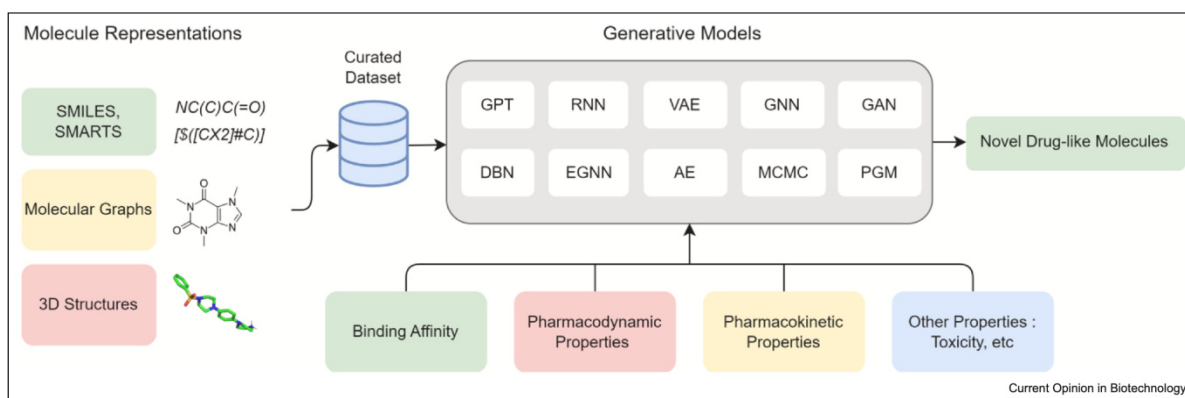 Molecule Representations
SMILES,
SMARTS
NC(C)C(=O)
[$([CX2]#C)]
Molecular Graphs
O
N
N
N
N
O
3D Structures
Curated
Dataset
Generative Models
GPT
RNN
VAE
GNN
GAN
DBN
EGNN
AE
MCMC
PGM
Novel Drug-like Molecules
Binding Affinity
Pharmacodynamic
Properties
Pharmacokinetic
Properties
Other Properties :
Toxicity, etc
Current Opinion in Biotechnology